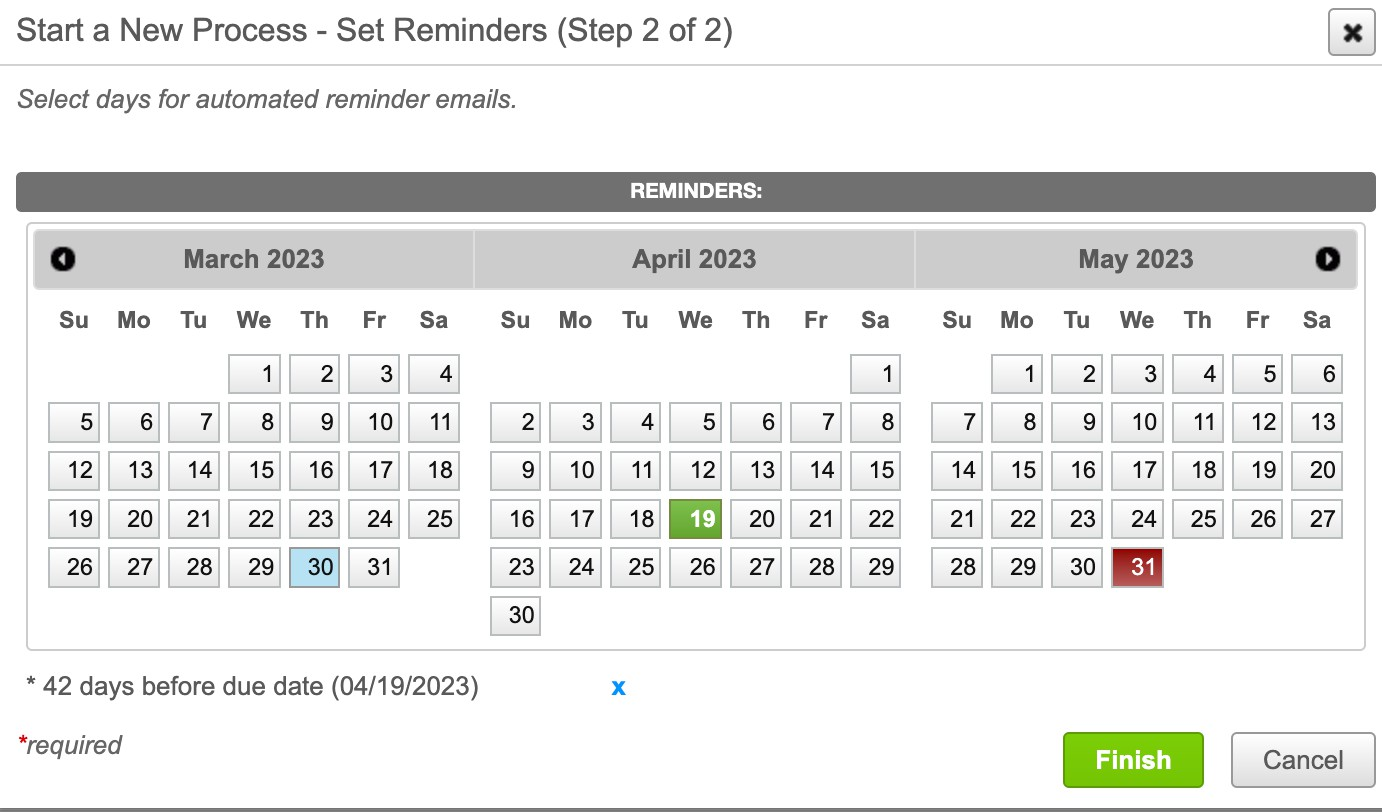 Start a New Process - Set Reminders (Step 2 of 2)
Select days for automated reminder emails.
REMINDERS:
March 2023 April 2023 May 2023
Su Mo Tu We Th Fr Sa Su Mo Tu We Th Fr Sa Su Mo Tu We Th Fr Sa
1 2 3 4 1 1 2 3 4 5 6
5 6 7 8 9 10 11 2 3 4 5 6 7 8 7 8 9 10 11 12 13
12 13 14 15 16 17 18 9 10 11 12 13 14 15 14 15 16 17 18 19 20
19 20 21 22 23 24 25 16 17 18 19 20 21 22 21 22 23 24 25 26 27
26 27 28 29 30 31 23 24 25 26 27 28 29 28 29 30 31
30
* 42 days before due date (04/19/2023) x
*required
Finish Cancel